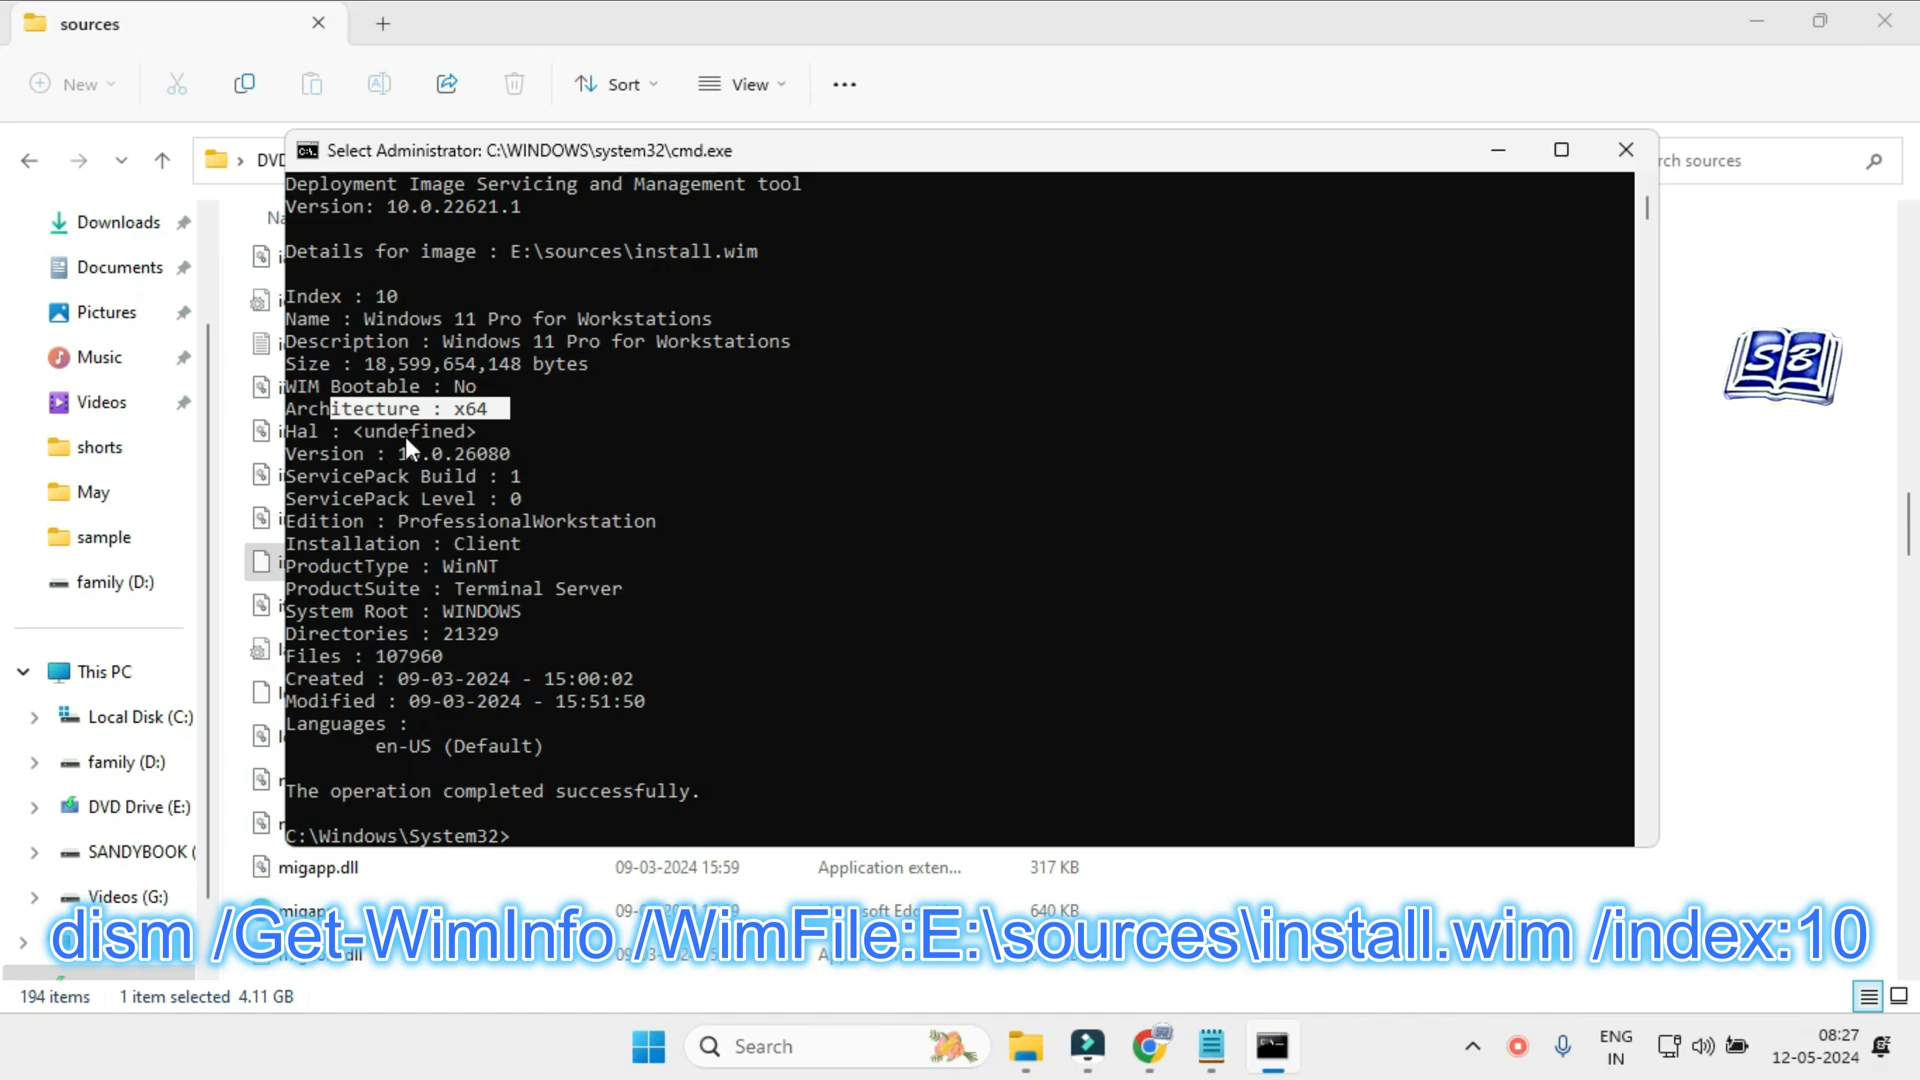 sources
New
Sort
View
DVD
Select Administrator: C:\WINDOWS\system32\cmd.exe
sources
Downloads
Documents
Pictures
Music
Videos
shorts
May
sample
family (D:)
This PC
Local Disk (C:)
family (D:)
DVD Drive (E:)
SANDYBOOK (
Videos (G:)
Deployment Image Servicing and Management tool
Version: 10.0.22621.1
Details for image : E:\sources\install.wim
Index : 10
Name : Windows 11 Pro for Workstations
Description : Windows 11 Pro for Workstations
Size : 18,599,654,148 bytes
WIM Bootable : No
Architecture : x64
Hal : <undefined>
Version : 10.0.26080
ServicePack Build : 1
ServicePack Level : 0
Edition : ProfessionalWorkstation
Installation : Client
ProductType : WinNT
ProductSuite : Terminal Server
System Root : WINDOWS
Directories : 21329
Files : 107960
Created : 09-03-2024 - 15:00:02
Modified : 09-03-2024 - 15:51:50
Languages :
en-US (Default)
The operation completed successfully.
C:\Windows\System32>
SB
migapp.dll 09-03-2024 15:59 Application exten... 317 KB
640 KB
dism /Get-WimInfo /WimFile:E:\sources\install.wim /index:10
194 items 1 item selected 4.11 GB
Search
ENG
IN
08:27
12-05-2024